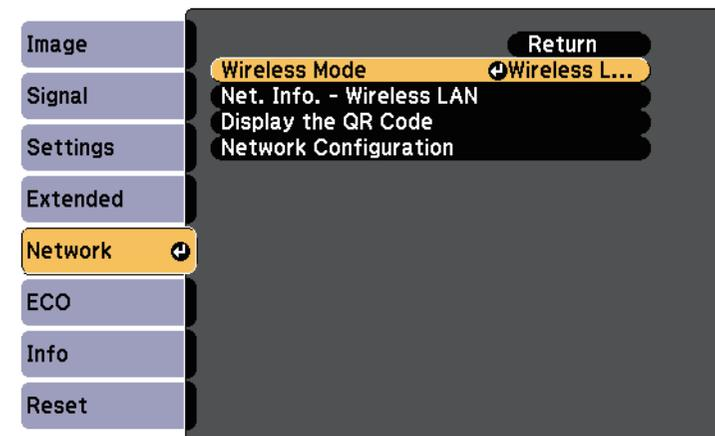 Image
Signal
Settings
Extended
Network
ECO
Info
Reset
Return
Wireless Mode Wireless L...
Net. Info. - Wireless LAN
Display the QR Code
Network Configuration